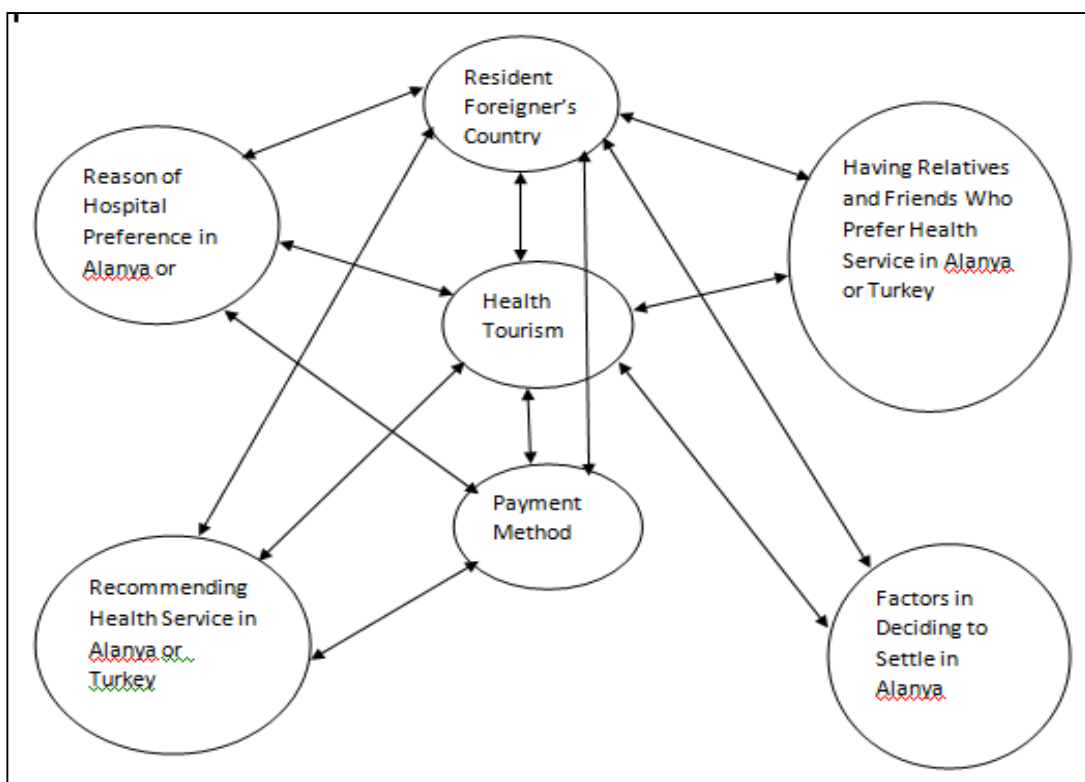 Resident
Foreigner's
Country
Reason of
Hospital
Preference in
Alanya or
Having Relatives
and Friends Who
Prefer Health
Service in Alanya
or Turkey
Health
Tourism
Payment
Method
Recommending
Health Service in
Alanya or
Turkey
Factors in
Deciding to
Settle in
Alanya